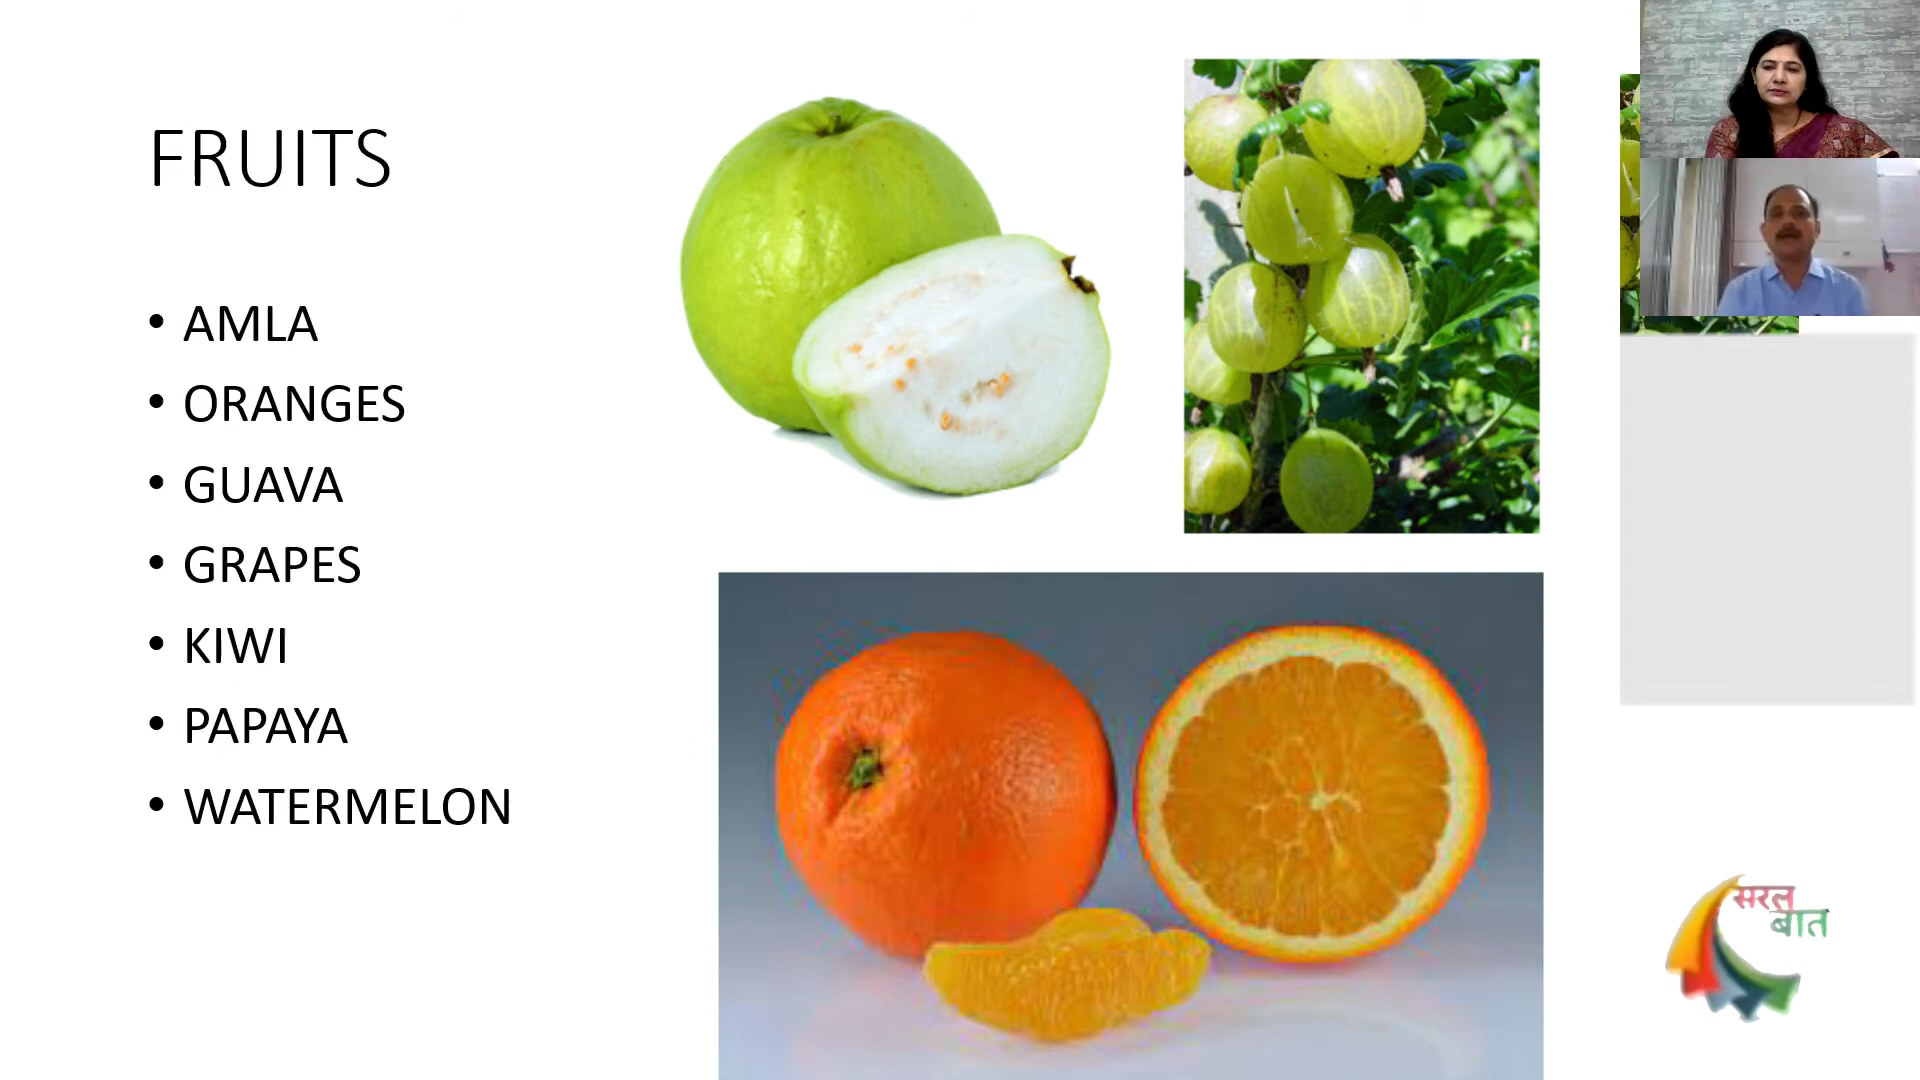 FRUITS
• AMLA
• ORANGES
• GUAVA
• GRAPES
• KIWI
• PAPAYA
• WATERMELON
सरल
बात